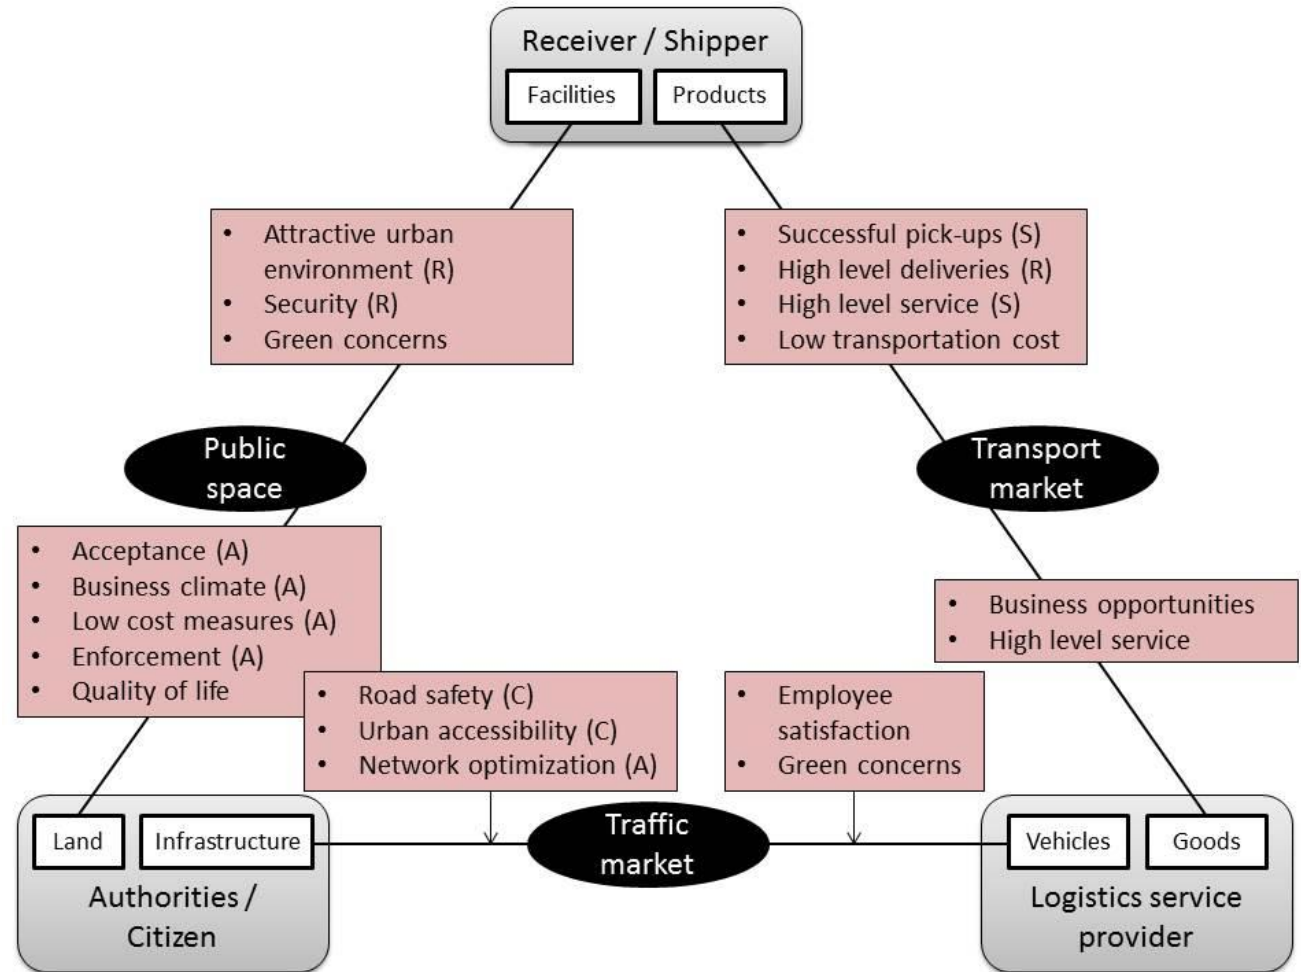 Receiver / Shipper
Facilities
Products
• Attractive urban
environment (R)
• Security (R)
• Green concerns
• Successful pick-ups (S)
• High level deliveries (R)
• High level service (S)
• Low transportation cost
Public
space
Transport
market
• Acceptance (A)
• Business climate (A)
• Low cost measures (A)
• Enforcement (A)
• Quality of life
• Business opportunities
• High level service
• Road safety (C)
• Urban accessibility (C)
• Network optimization (A)
• Employee
satisfaction
• Green concerns
Land
Infrastructure
Authorities /
Citizen
Traffic
market
Vehicles
Goods
Logistics service
provider